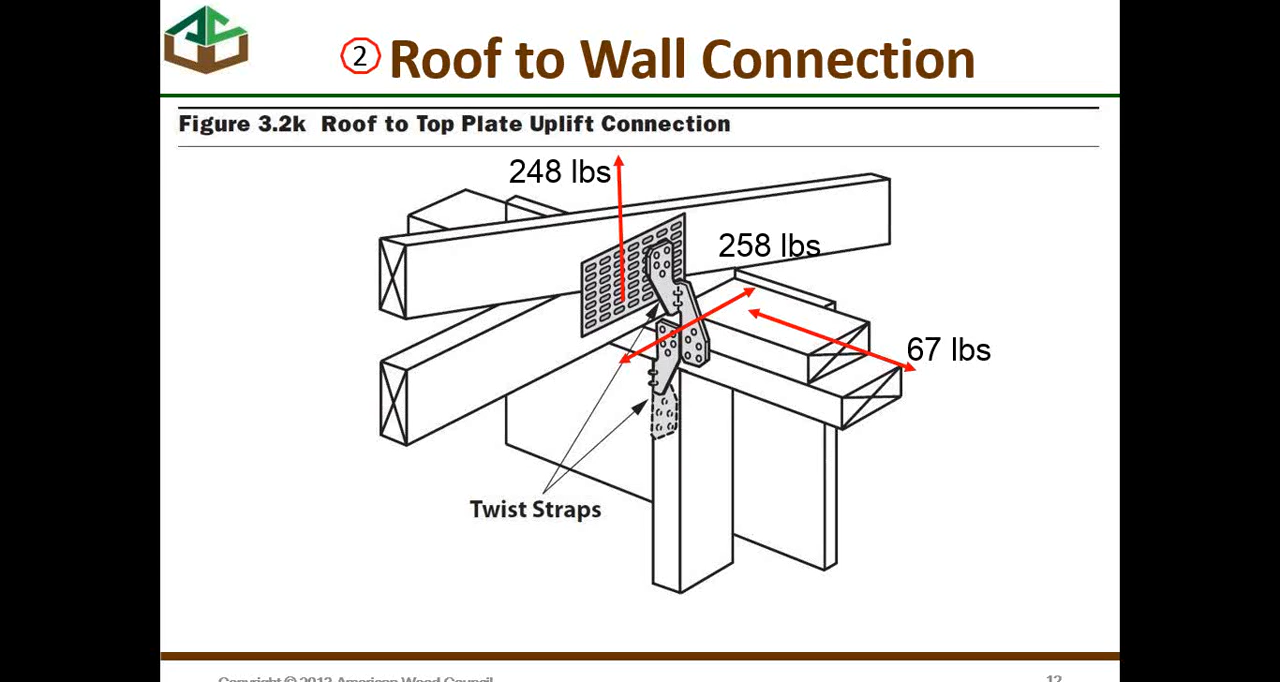 ② Roof to Wall Connection
Figure 3.2k Roof to Top Plate Uplift Connection
248 lbs
258 lbs
67 lbs
Twist Straps
Copyright © 2013 American Wood Council
12